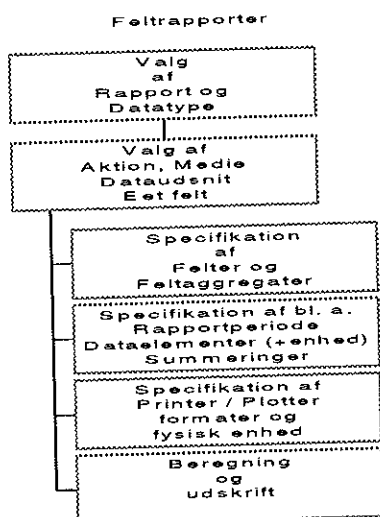 Feltrapporter
Valg
af
Rapport og
Datatype
Valg af
Aktion, Medie
Dataudsnit
Eet felt
Specifikation
af
Felter og
Feltaggregater
Specifikation af bl. a.
Rapportperiode
Dataelementer (+enhed)
Summeringer
Specifikation af
Printer / Plotter
formater og
fysisk enhed
Beregning
og
udskrift